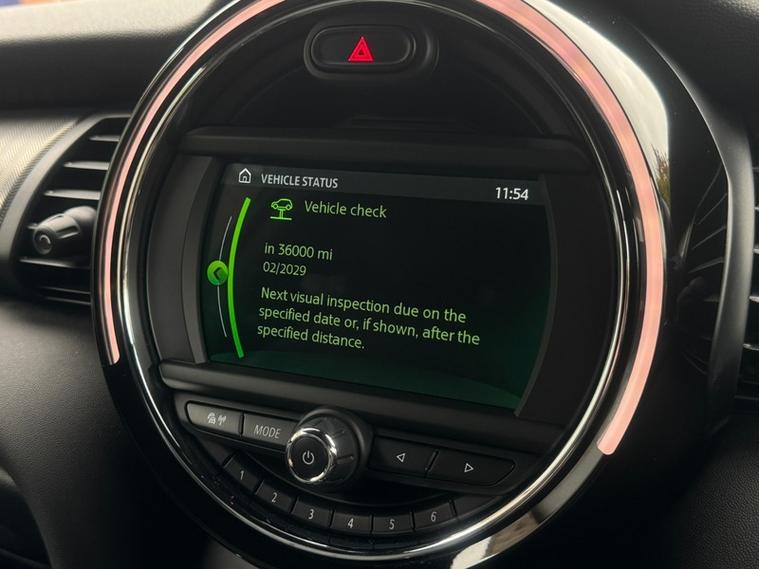 VEHICLE STATUS
11:54
Vehicle check
in 36000 mi
02/2029
Next visual inspection due on the
specified date or, if shown, after the
specified distance.
MODE
1 2 3 4 5 6